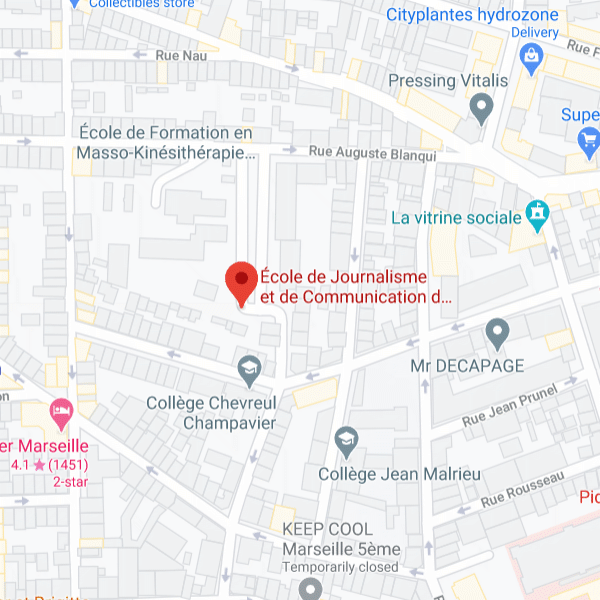 Collectibles store
Cityplantes hydrozone
Delivery
Rue Nau
Rue F
Pressing Vitalis
Supe
École de Formation en
Masso-Kinésithérapie...
Rue Auguste Blanqui
La vitrine sociale
École de Journalisme
et de Communication d...
Mr DECAPAGE
Collège Chevreul
Champavier
on
Rue Jean Prunel
er Marseille
4.1★(1451)
2-star
Collège Jean Malrieu
Rue Rousseau
Pic
KEEP COOL
Marseille 5ème
Temporarily closed